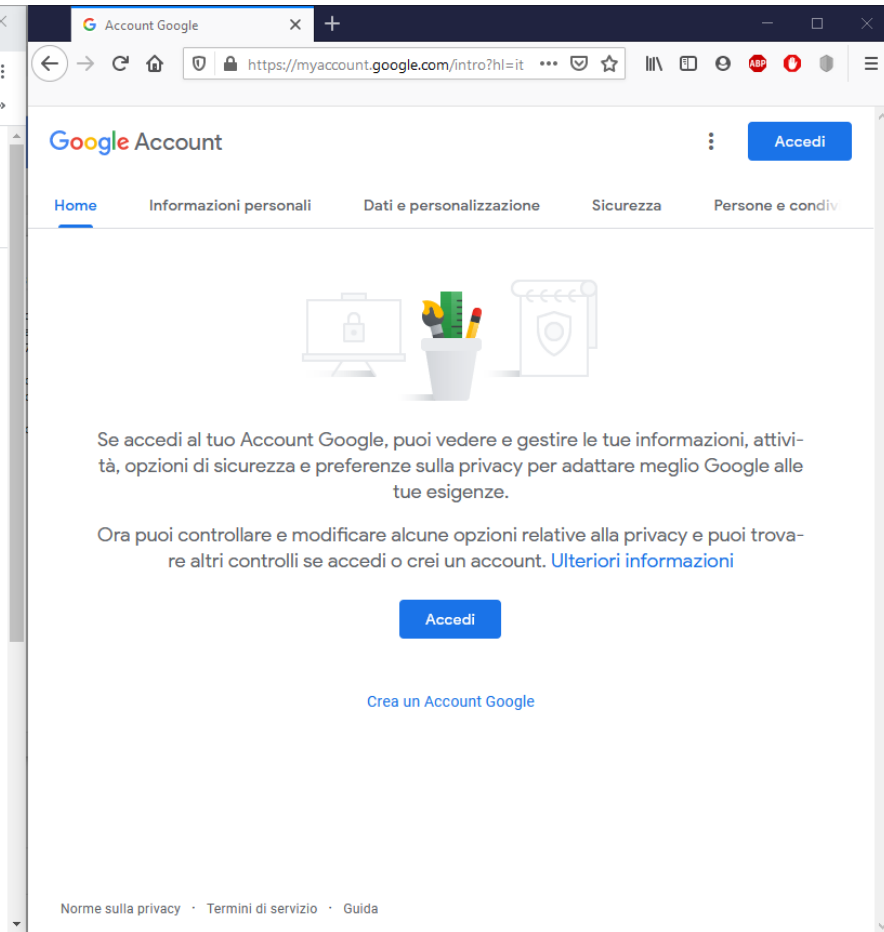 Account Google
https://myaccount.google.com/intro?hl=it
ABP
Google Account
Accedi
Home Informazioni personali Dati e personalizzazione Sicurezza Persone e condiv
Se accedi al tuo Account Google, puoi vedere e gestire le tue informazioni, attivi-
tà, opzioni di sicurezza e preferenze sulla privacy per adattare meglio Google alle
tue esigenze.
Ora puoi controllare e modificare alcune opzioni relative alla privacy e puoi trova-
re altri controlli se accedi o crei un account. Ulteriori informazioni
Accedi
Crea un Account Google
Norme sulla privacy · Termini di servizio · Guida